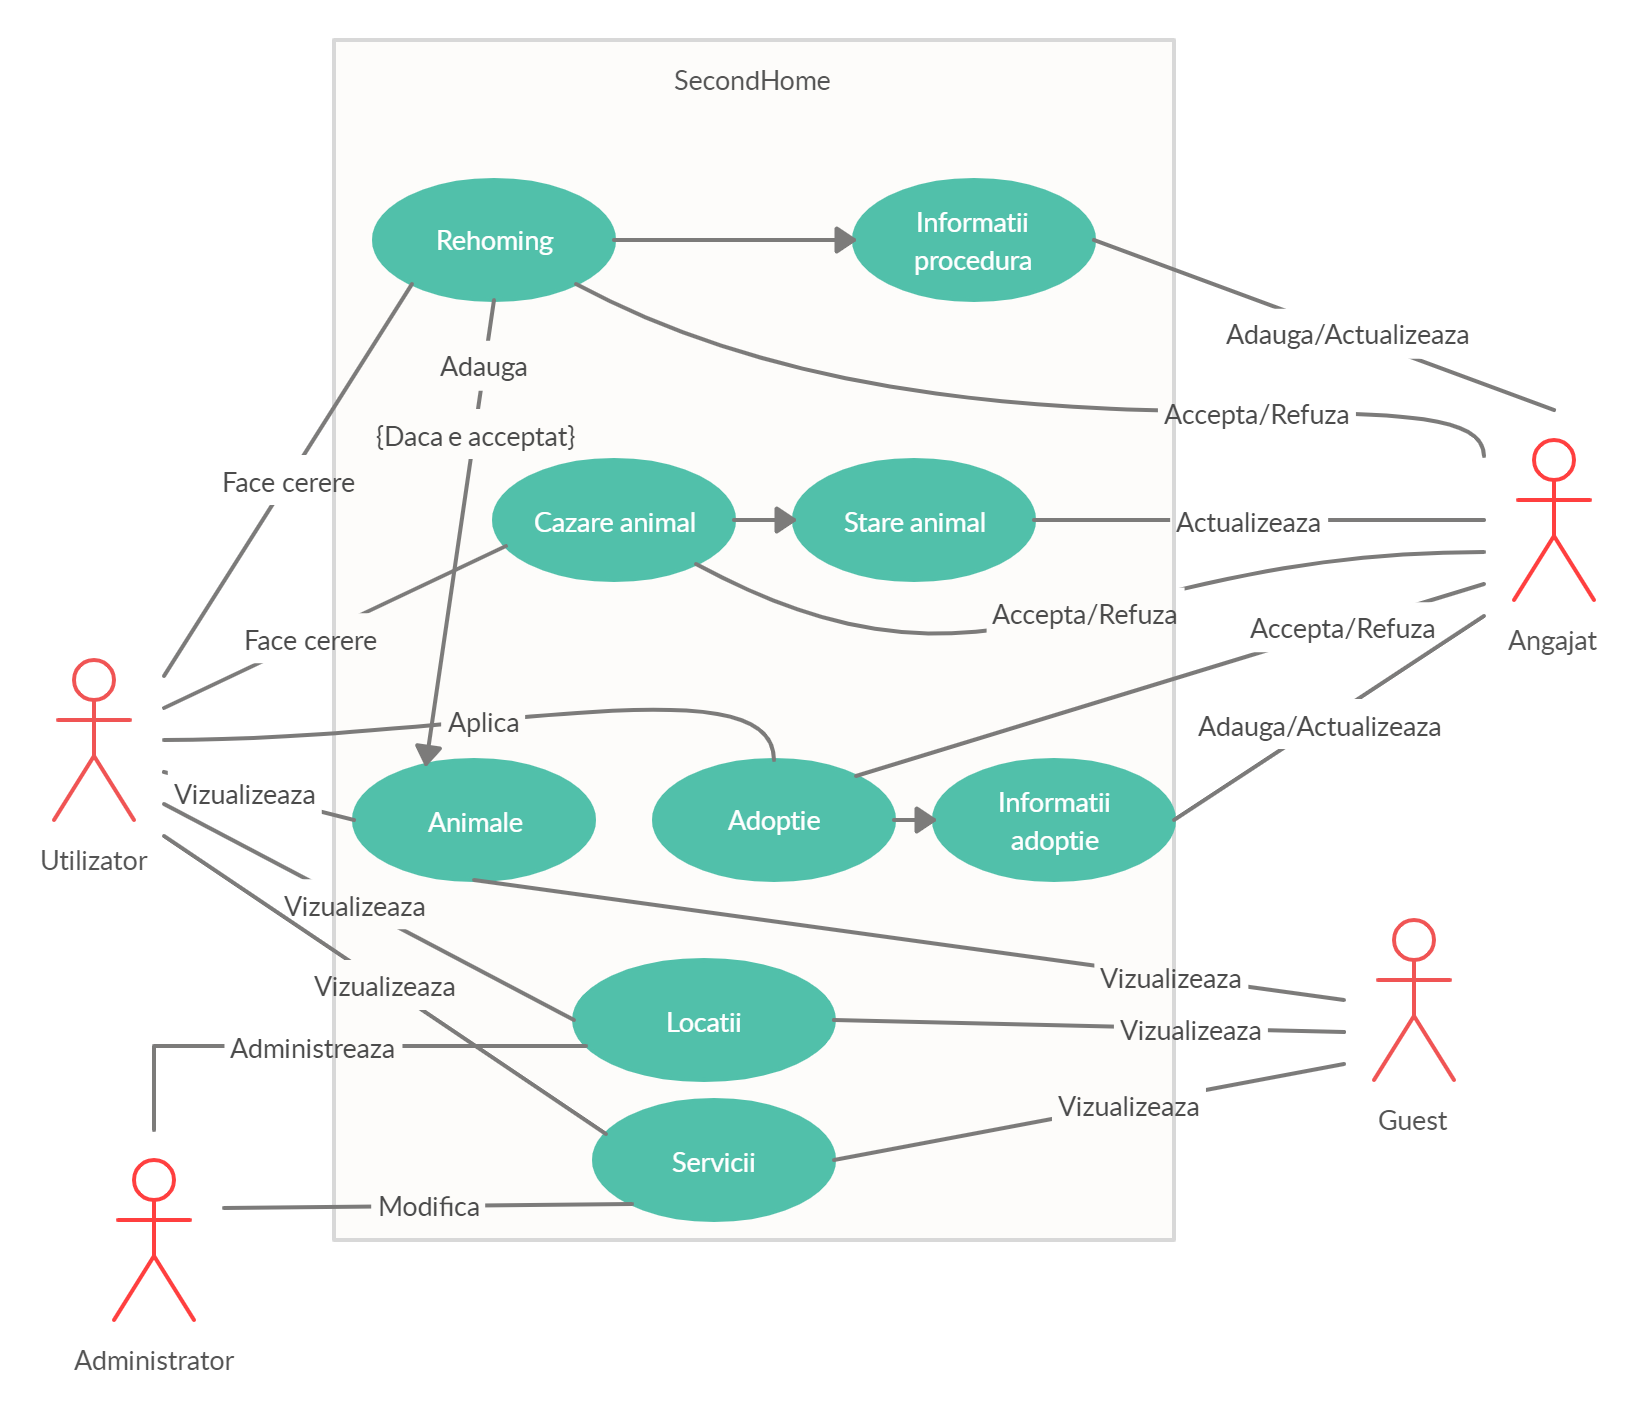 SecondHome
Rehoming
Informatii
procedura
Adauga/Actualizeaza
Adauga
Accepta/Refuza
{Daca e acceptat}
Face cerere
Cazare animal
Stare animal
Actualizeaza
Accepta/Refuza
Accepta/Refuza
Angajat
Face cerere
Aplica
Adauga/Actualizeaza
Vizualizeaza
Animale
Adoptie
Informatii
adoptie
Utilizator
Vizualizeaza
Vizualizeaza
Vizualizeaza
Locatii
Vizualizeaza
Administreaza
Vizualizeaza
Guest
Servicii
Modifica
Administrator